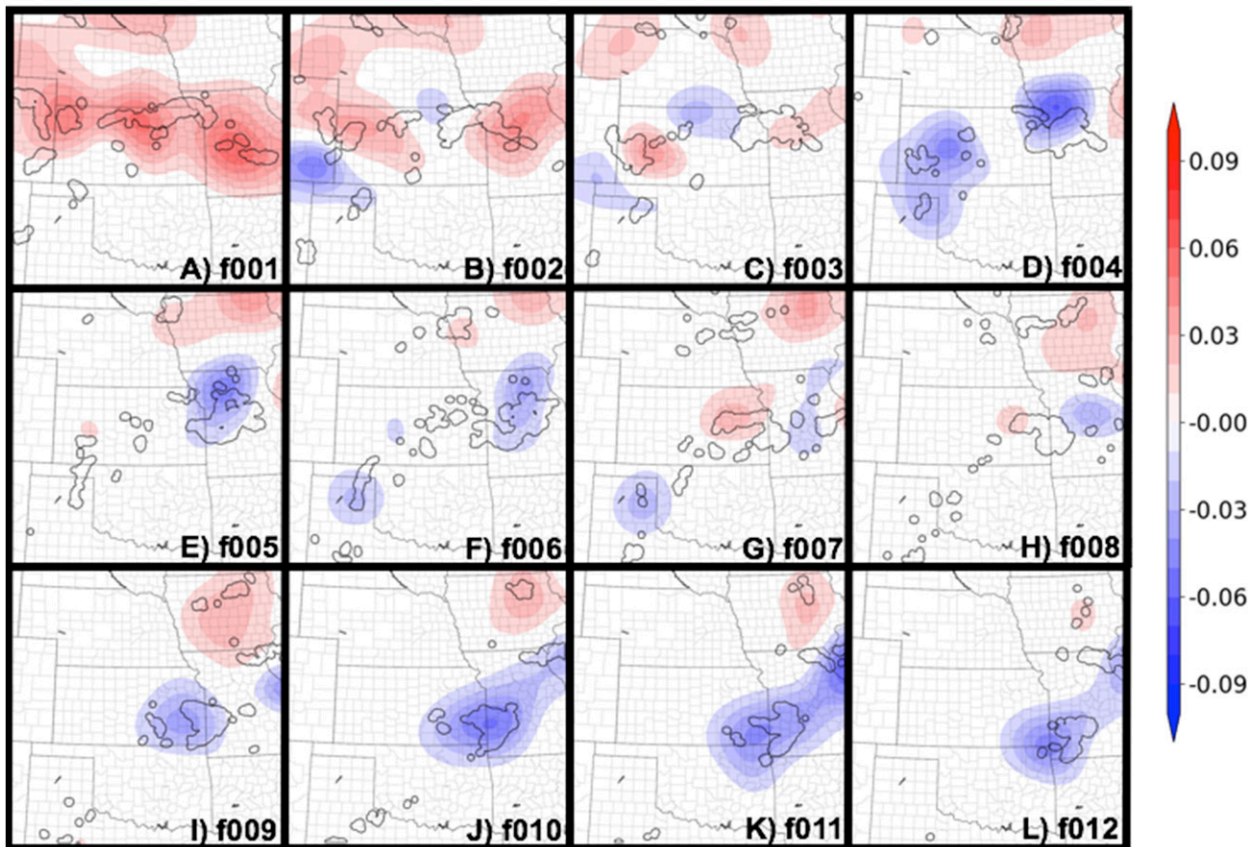 A) f001
B) f002
C) f003
D) f004
E) f005
F) f006
G) f007
H) f008
I) f009
J) f010
K) f011
L) f012
0.09
0.06
0.03
-0.00
-0.03
-0.06
-0.09